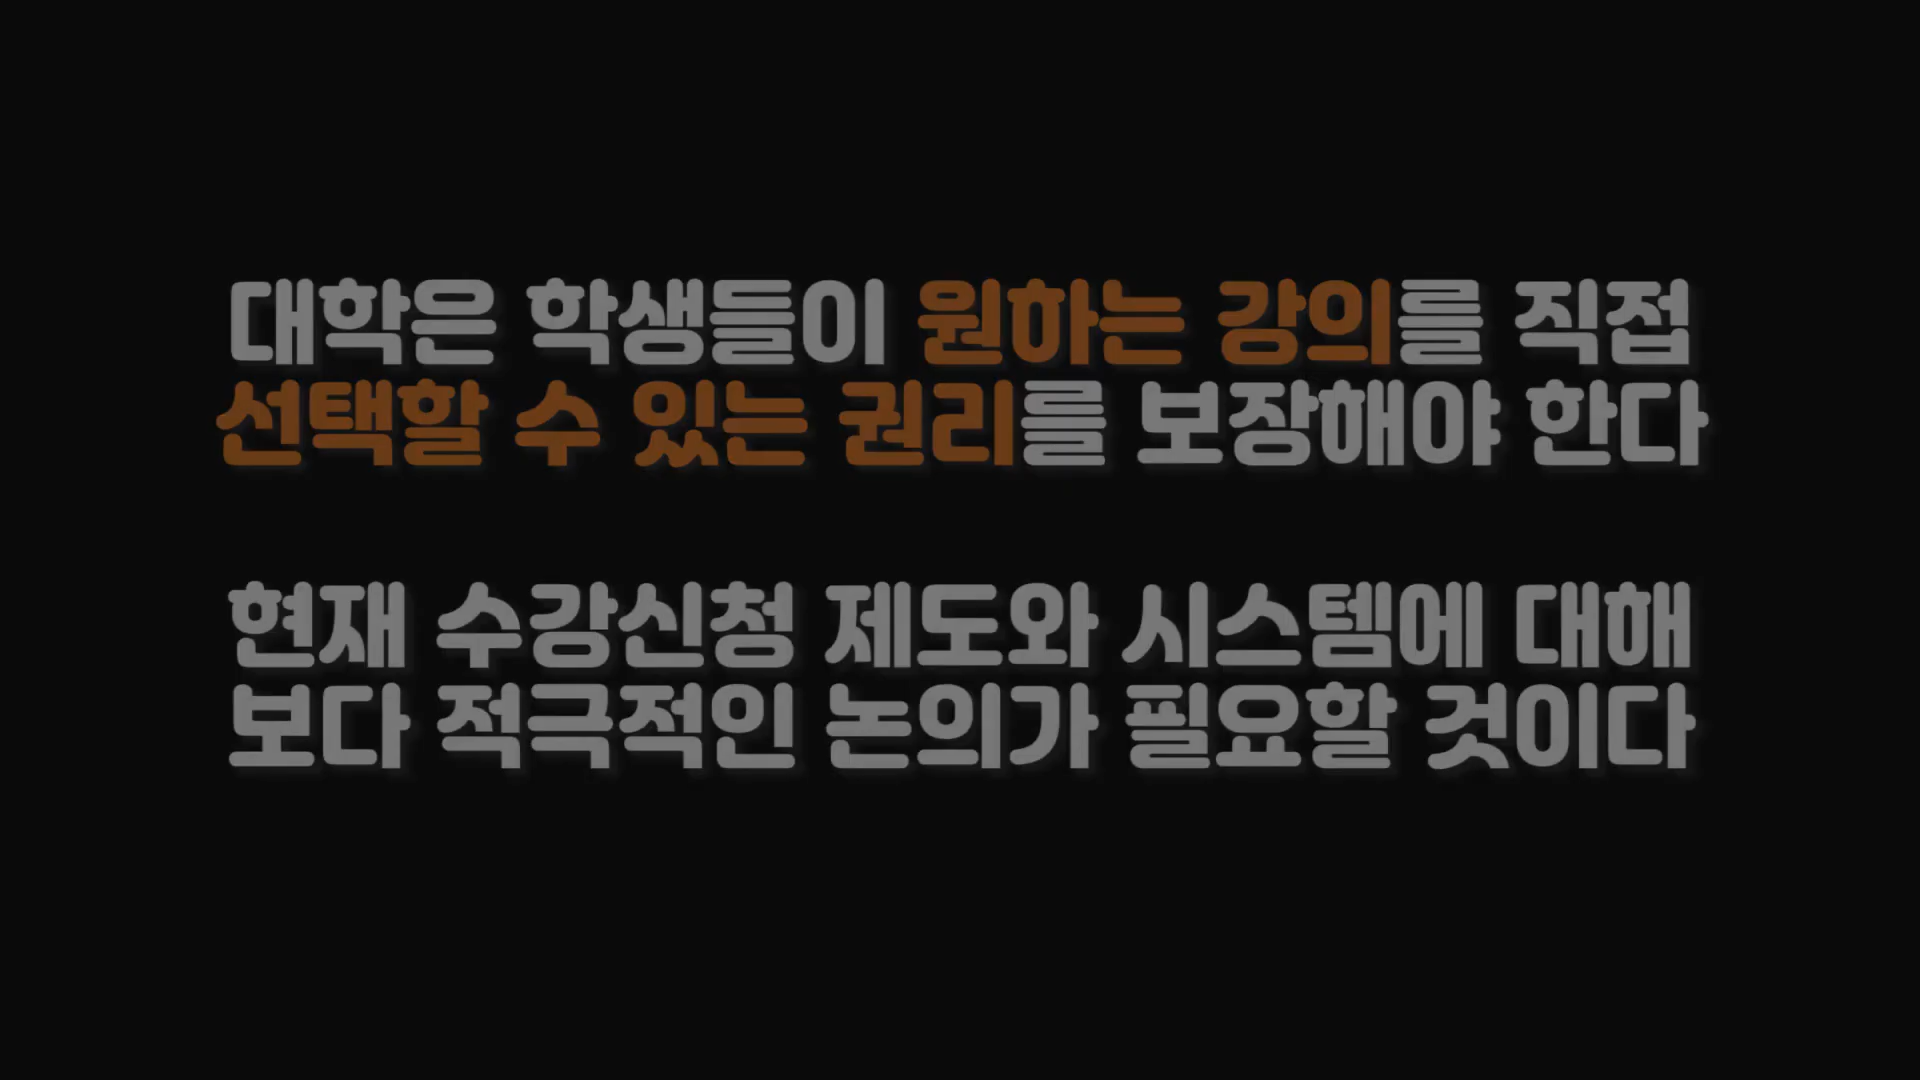 대학은 학생들이 원하는 강의를 직접
선택할 수 있는 권리를 보장해야 한다
현재 수강신청 제도와 시스템에 대해
보다 적극적인 논의가 필요할 것이다